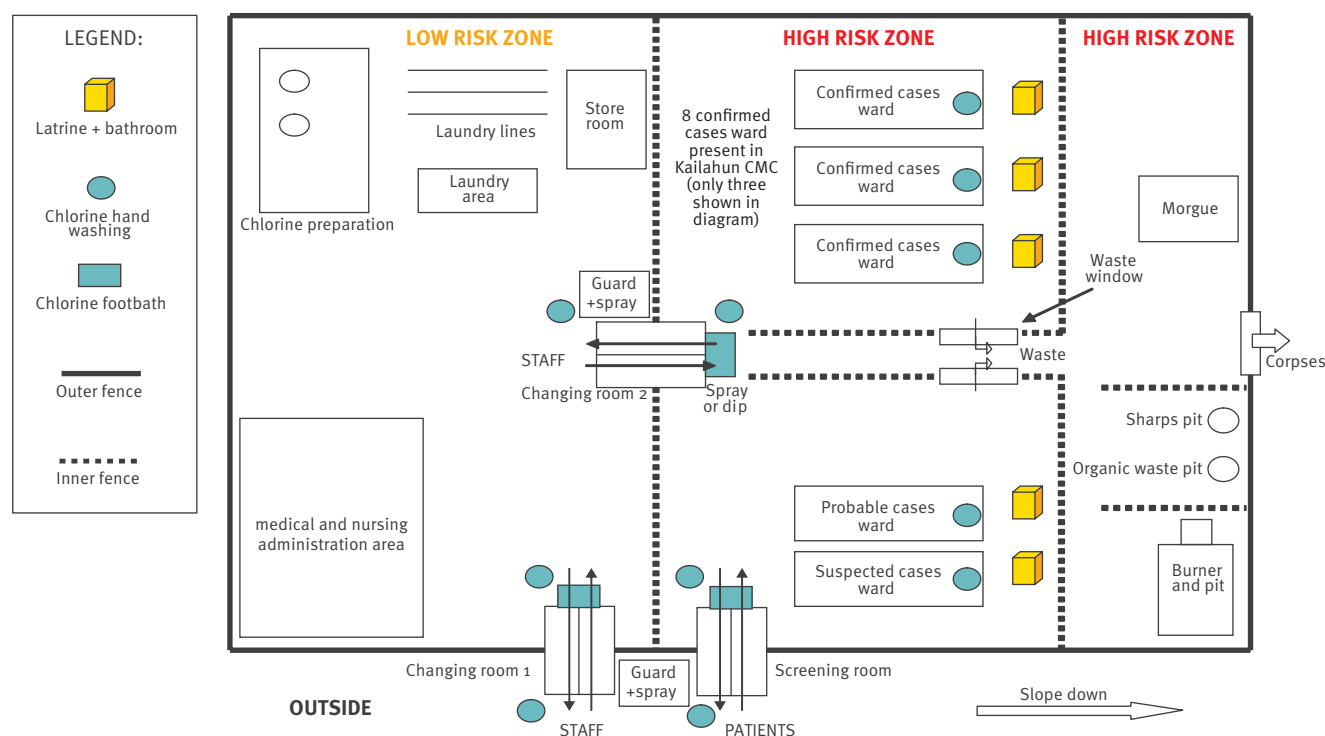 LEGEND:
Latrine + bathroom
Chlorine hand
washing
Chlorine footbath
Outer fence
Inner fence
LOW RISK ZONE
HIGH RISK ZONE
HIGH RISK ZONE
Chlorine preparation
Laundry lines
Laundry
area
Store
room
8 confirmed
cases ward
present in
Kailahun CMC
(only three
shown in
diagram)
Confirmed cases
ward
Confirmed cases
ward
Confirmed cases
ward
Morgue
Waste
window
Guard
+spray
STAFF
Changing room 2
Spray
or dip
Waste
Corpses
Sharps pit
Organic waste pit
medical and nursing
administration area
Probable cases
ward
Suspected cases
ward
Burner
and pit
Changing room 1
Guard
+spray
Screening room
OUTSIDE
STAFF
PATIENTS
Slope down